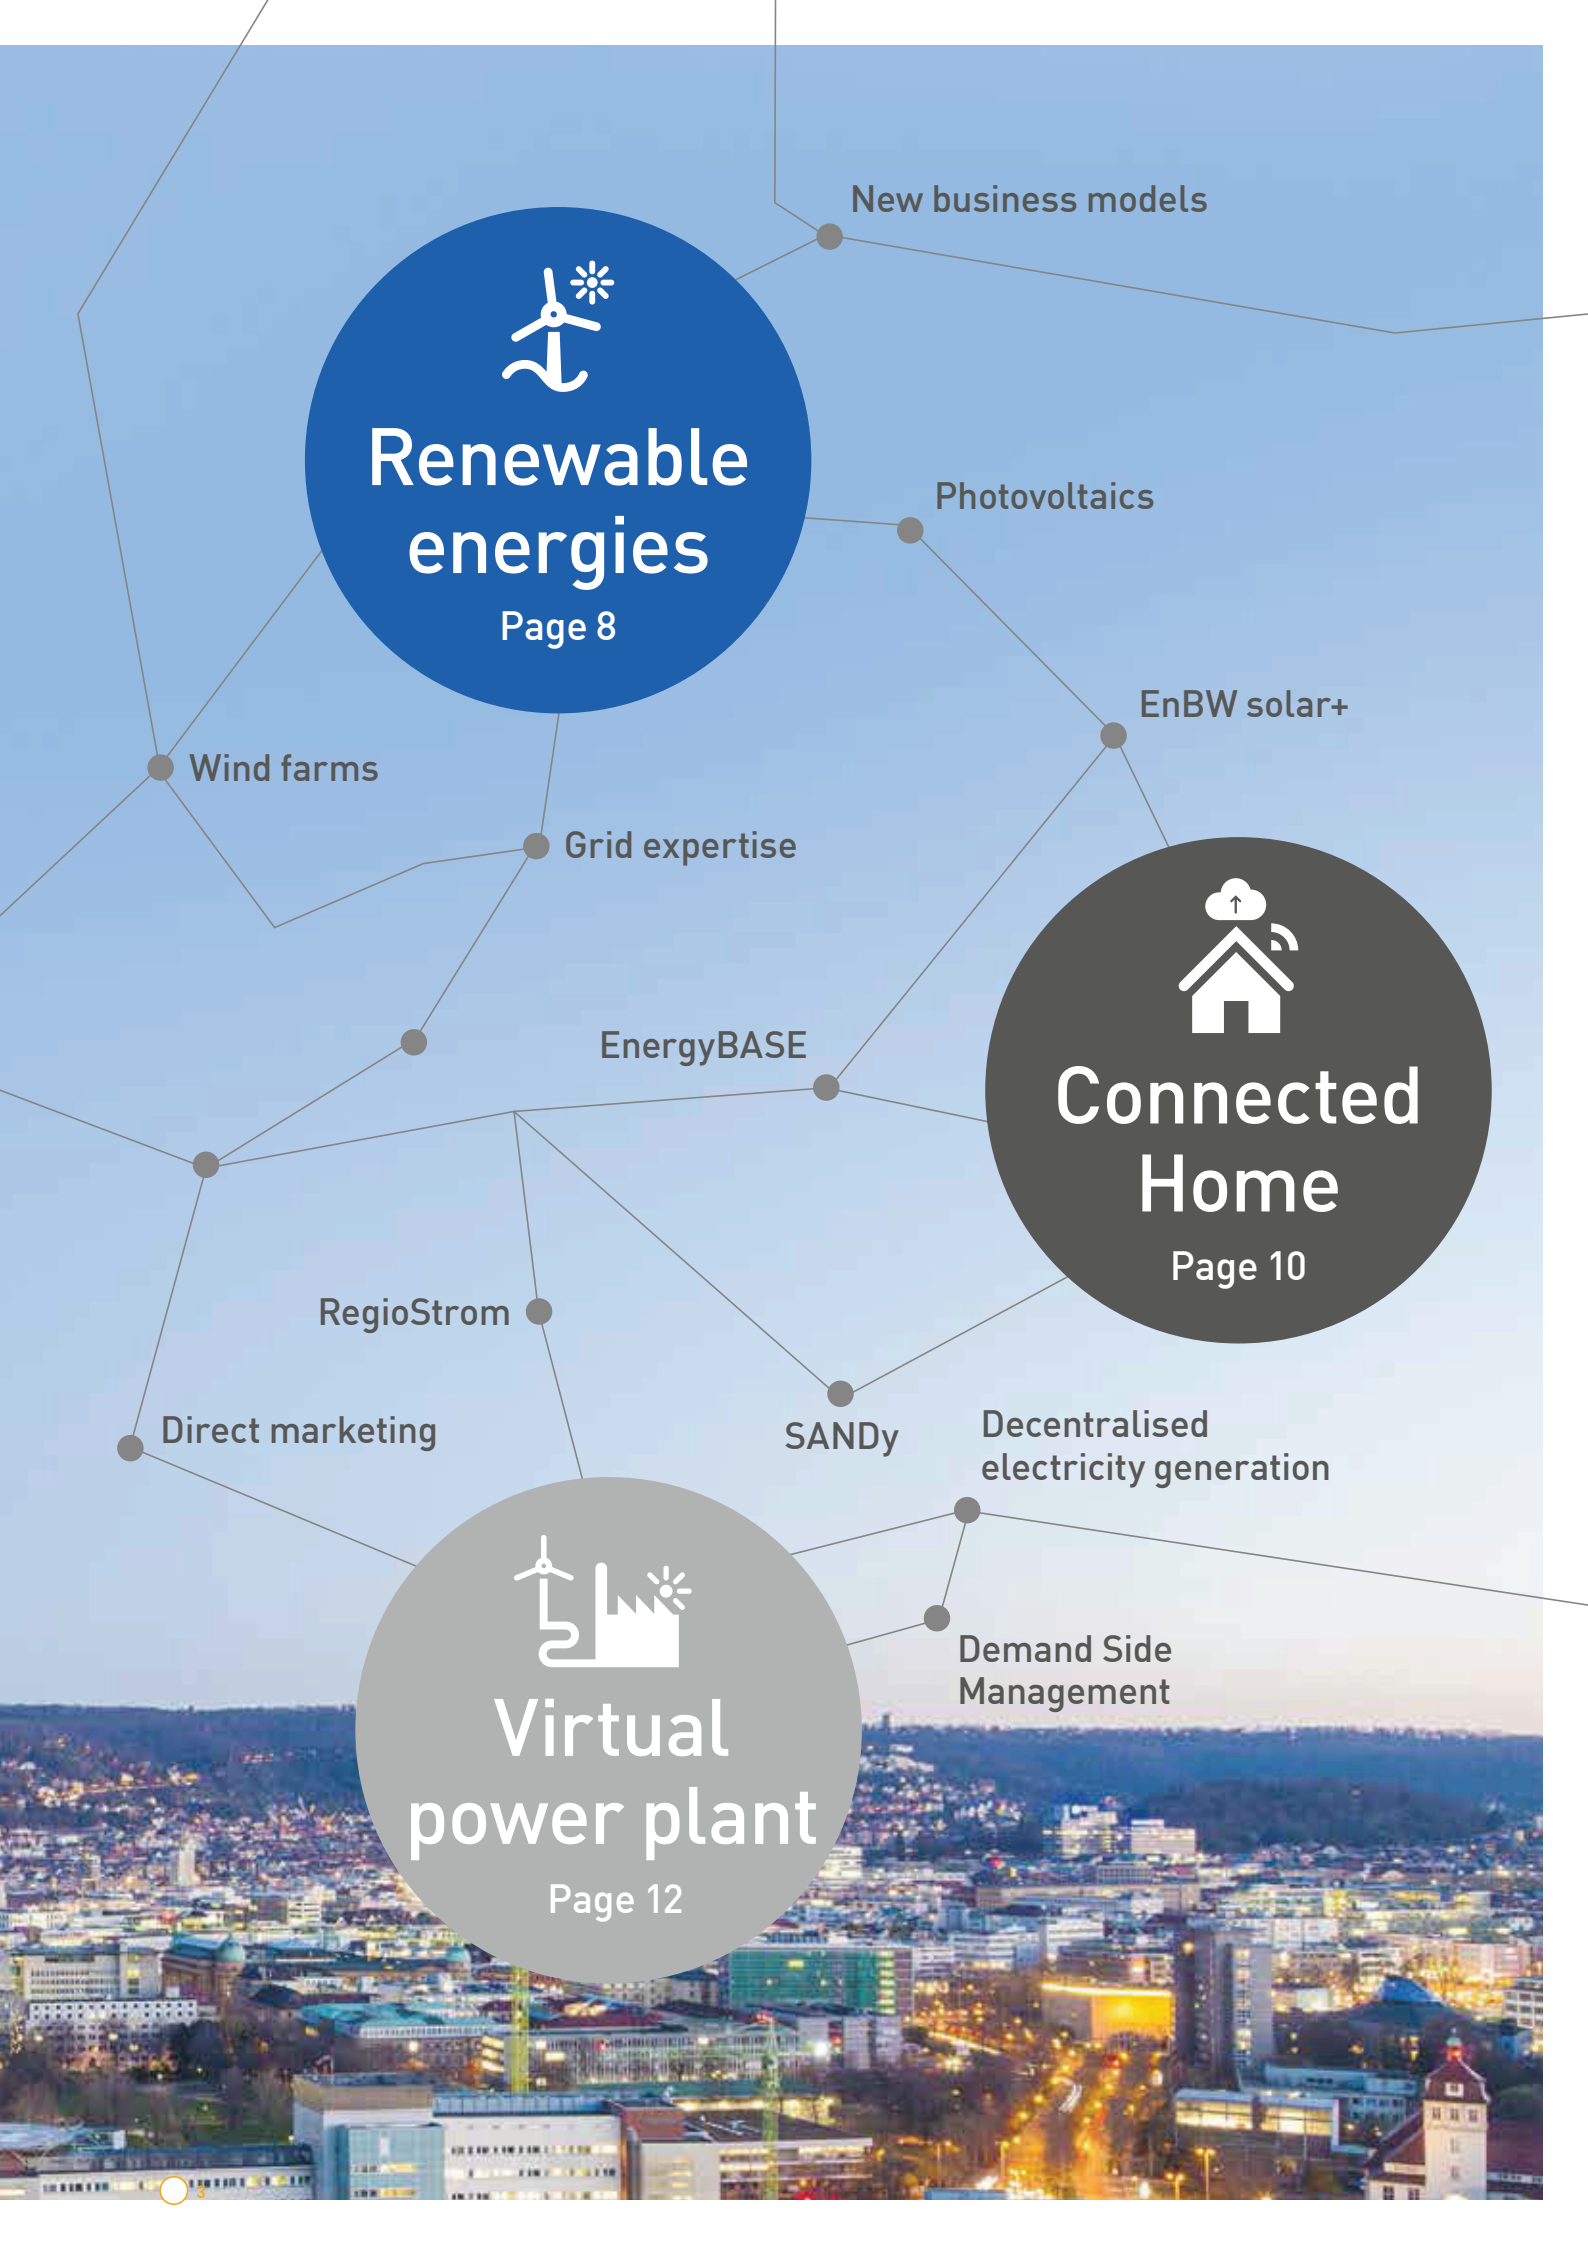 New business models
Renewable
energies
Page 8
Photovoltaics
EnBW solar+
Wind farms
Grid expertise
EnergyBASE
Connected
Home
Page 10
RegioStrom
Direct marketing
SANDy
Decentralised
electricity generation
Demand Side
Management
Virtual
power plant
Page 12
3